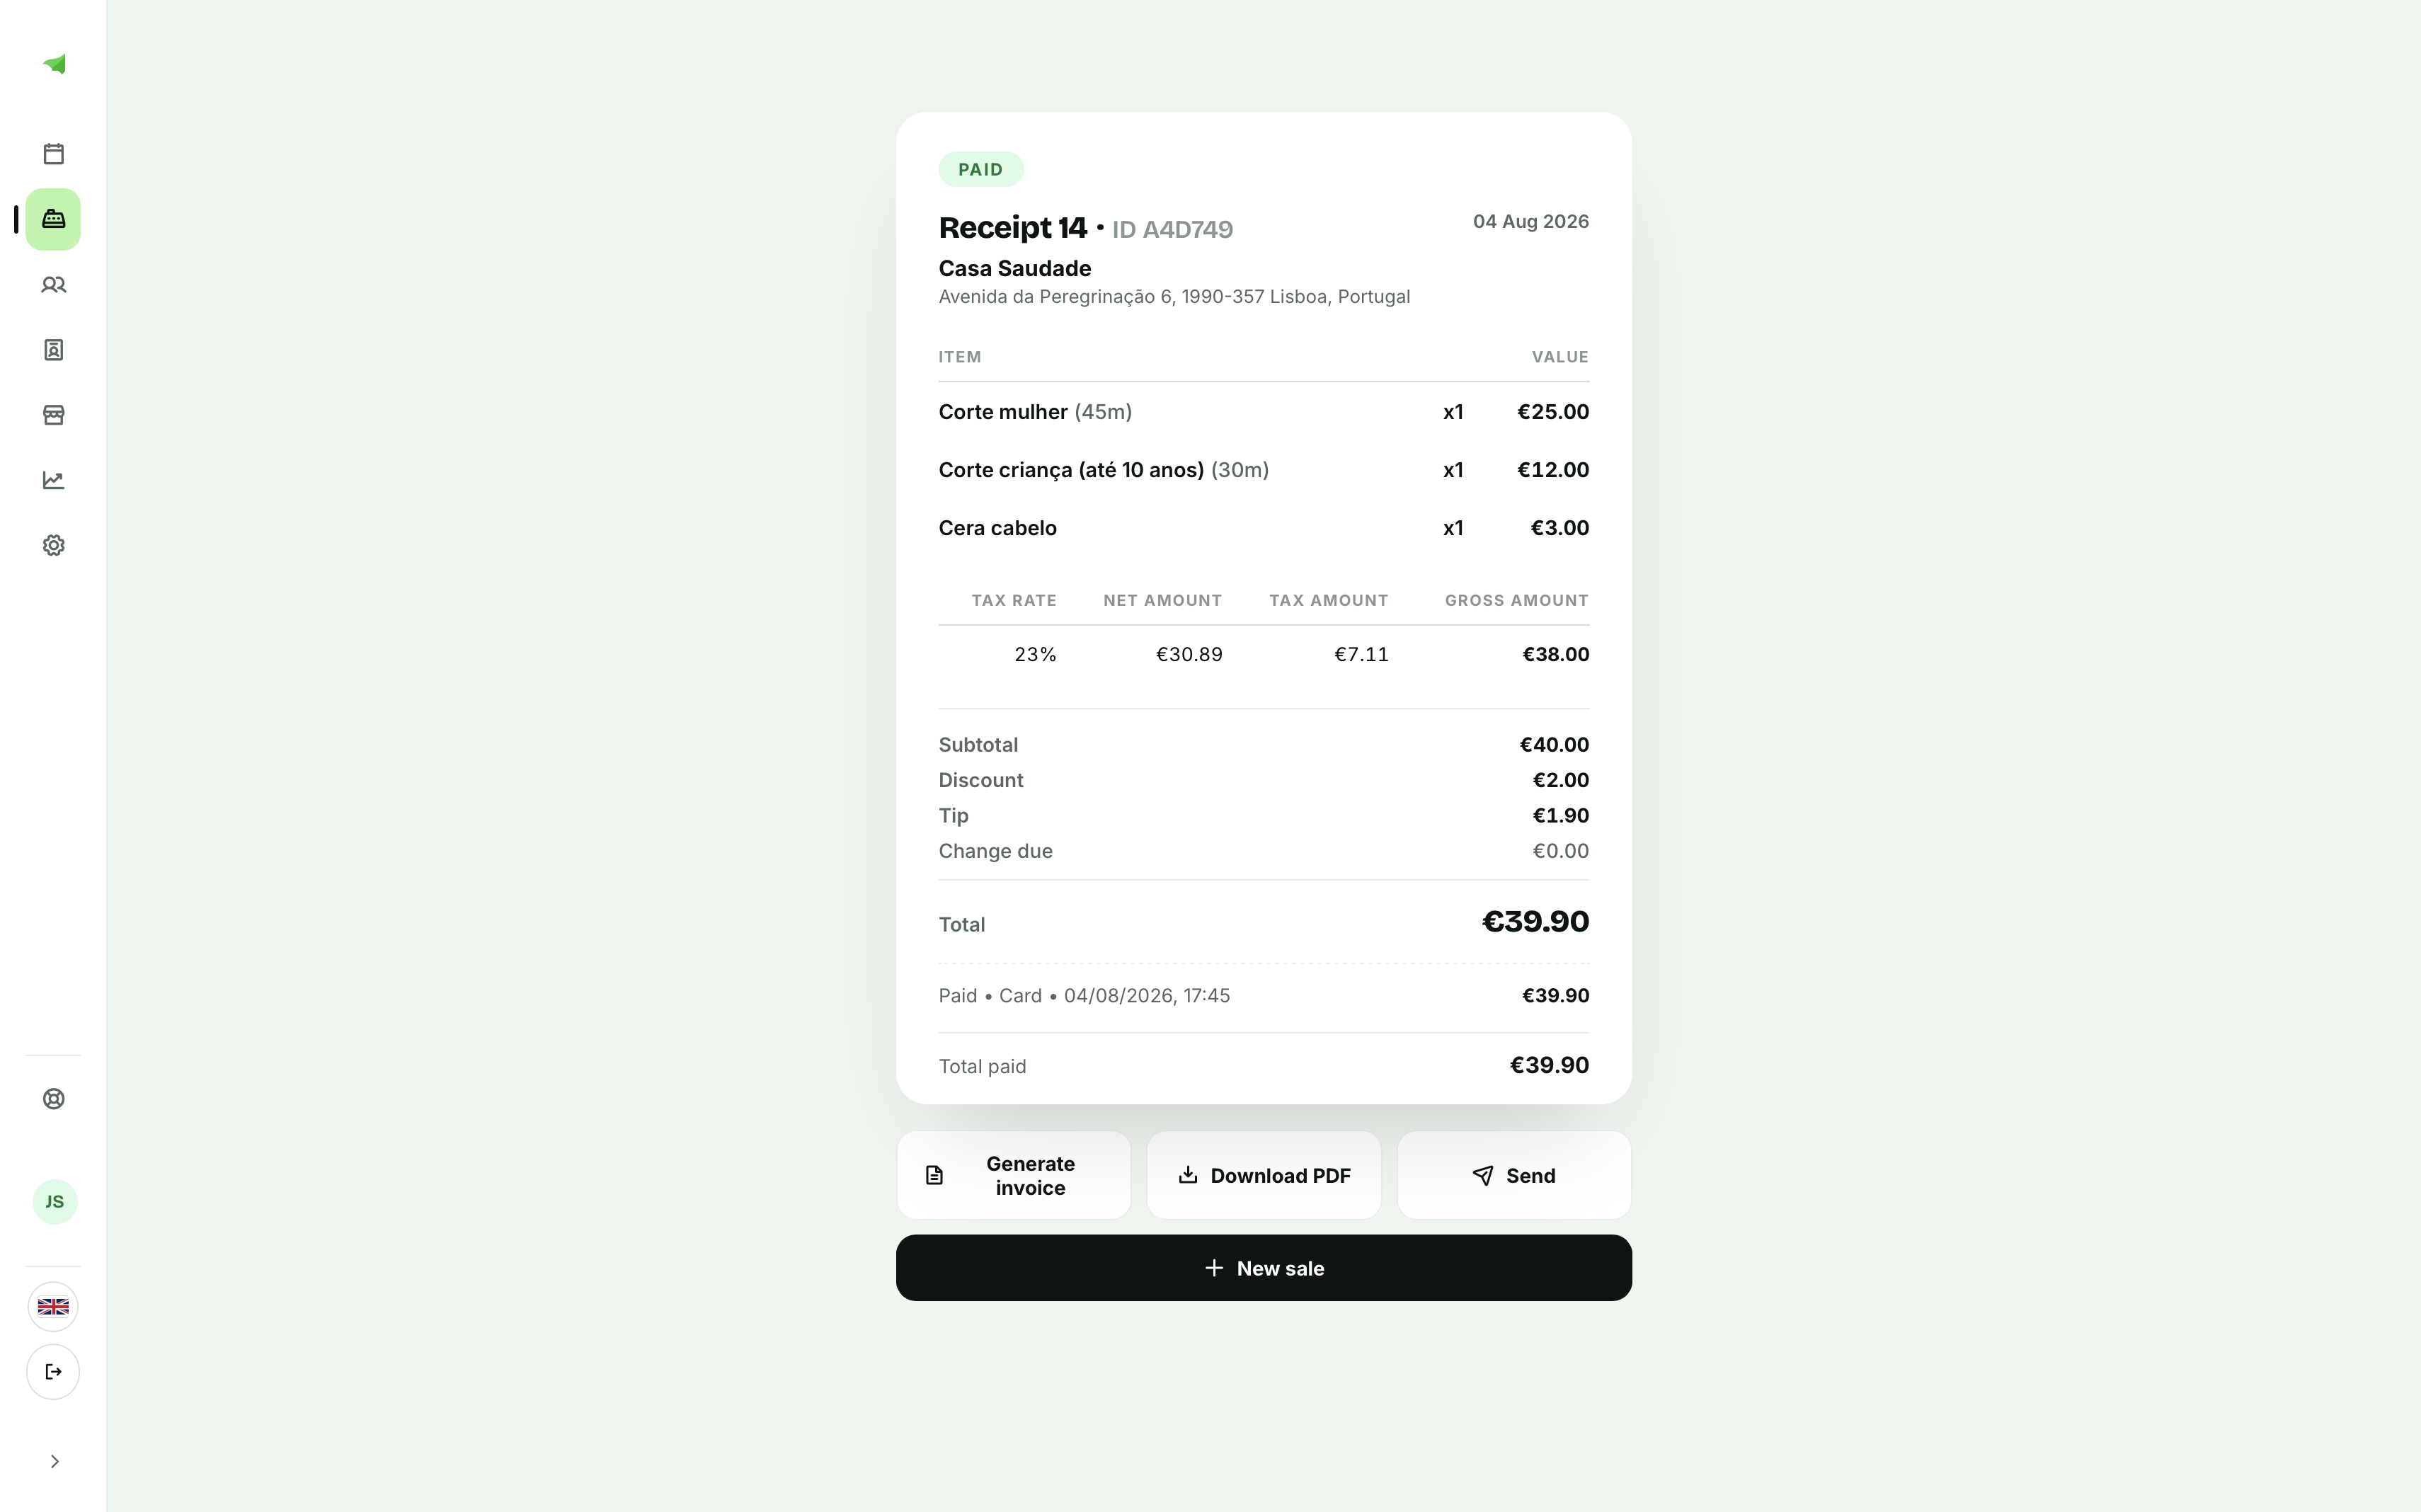 PAID
Receipt 14 · ID A4D749
04 Aug 2026
Casa Saudade
Avenida da Peregrinação 6, 1990-357 Lisboa, Portugal
ITEM VALUE
Corte mulher (45m) x1 €25.00
Corte criança (até 10 anos) (30m) x1 €12.00
Cera cabelo x1 €3.00
TAX RATE NET AMOUNT TAX AMOUNT GROSS AMOUNT
23% €30.89 €7.11 €38.00
Subtotal €40.00
Discount €2.00
Tip €1.90
Change due €0.00
Total €39.90
Paid • Card • 04/08/2026, 17:45 €39.90
Total paid €39.90
Generate
invoice
Download PDF
Send
New sale
JS